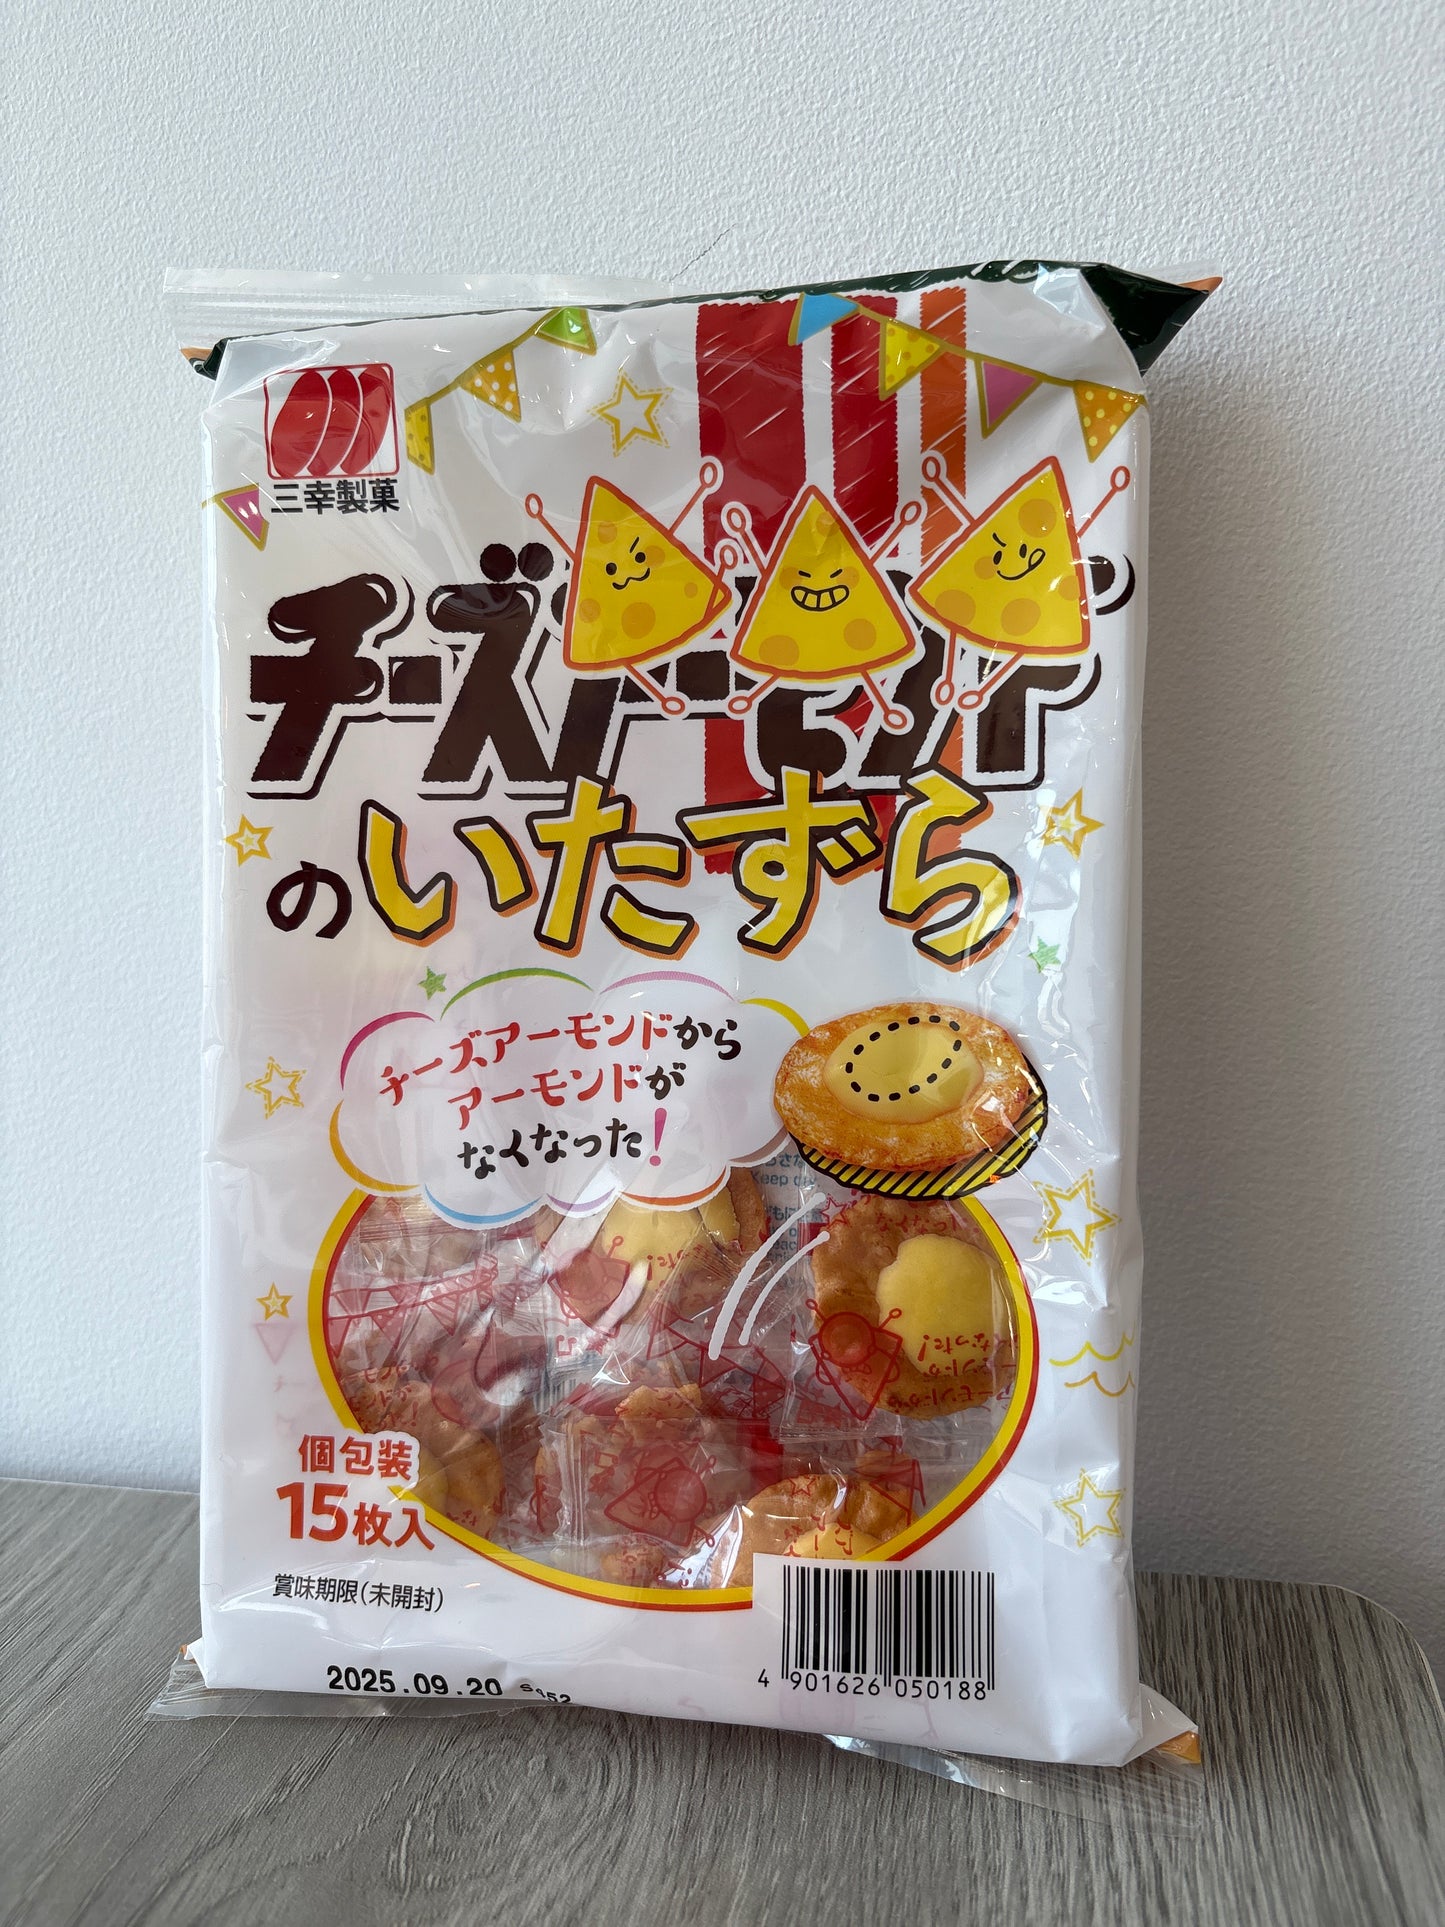 三幸製菓
チーズアーモンド
のいたずら
チーズアーモンドから
アーモンドが
なくなった!
個包装
15枚入
賞味期限(未開封)
2025.09.20
4 901626 050188